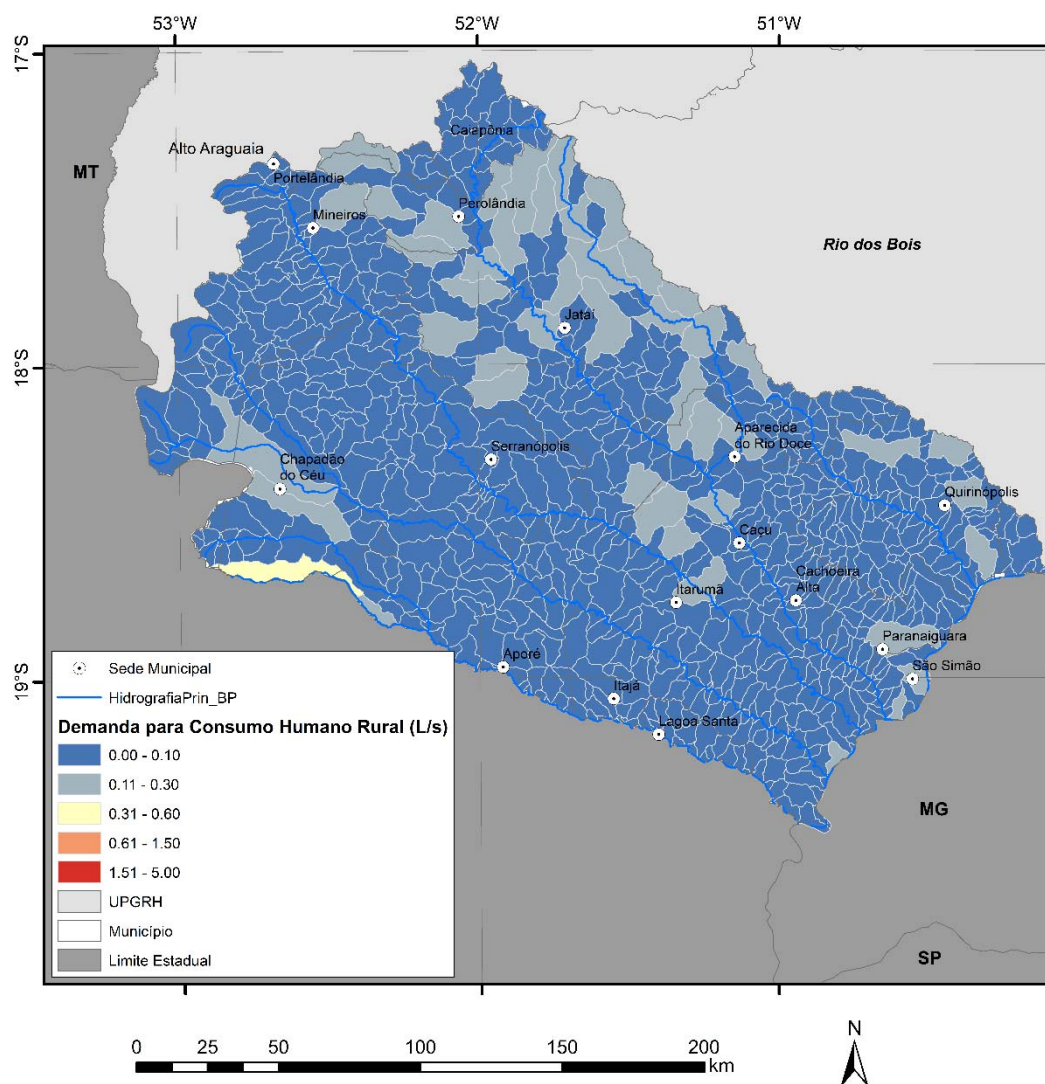 53°W
52°W
51°W
17°S
18°S
19°S
Caiapônia
Alto Araguaia
MT
Portelândia
Perolândia
Mineiros
Rio dos Bois
Jataí
Aparecida
do Rio Doce
Serranópolis
Chapadão
do Céu
Quirinópolis
Caçu
Cachoeira
Alta
Itarumã
Paranaiguara
São Simão
Aporé
Itajá
Lagoa Santa
MG
SP
Sede Municipal
HidrografiaPrin_BP
Demanda para Consumo Humano Rural (L/s)
0.00 - 0.10
0.11 - 0.30
0.31 - 0.60
0.61 - 1.50
1.51 - 5.00
UPGRH
Município
Limite Estadual
0
25
50
100
150
200
km
N